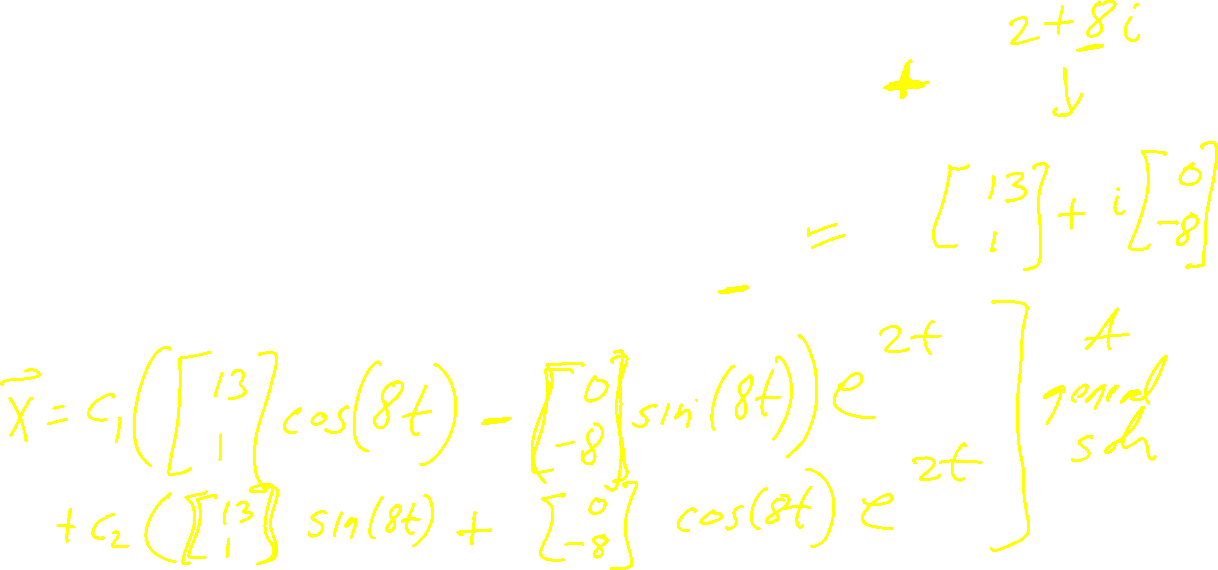 2+8i
+ ↓
= [13 1] + i[0 -8]
-
x⃗ = c₁([13 1]cos(8t) - [0 -8]sin(8t))e^2t ] A general soln
+ c₂([13 1] sin(8t) + [0 -8] cos(8t))e^2t